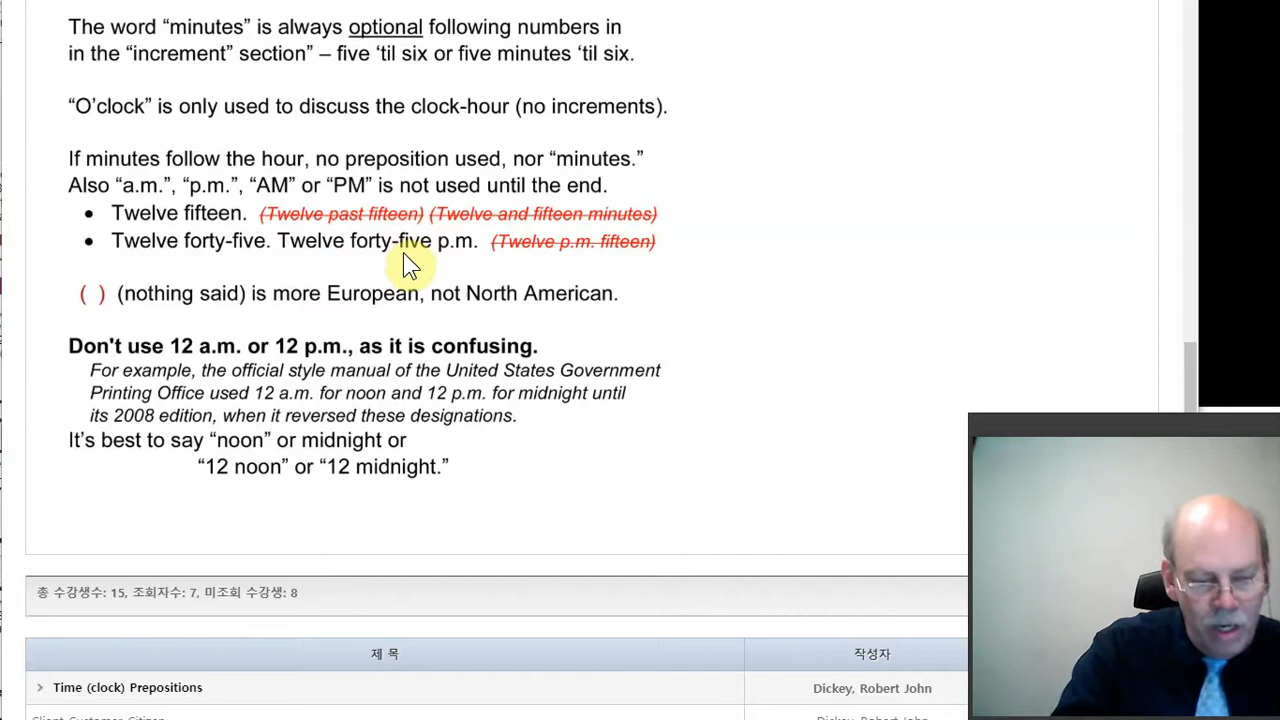 The word “minutes” is always optional following numbers in
in the “increment” section” – five ‘til six or five minutes ‘til six.
“O’clock” is only used to discuss the clock-hour (no increments).
If minutes follow the hour, no preposition used, nor “minutes.”
Also “a.m.”, “p.m.”, “AM” or “PM” is not used until the end.
• Twelve fifteen. (Twelve past fifteen) (Twelve and fifteen minutes)
• Twelve forty-five. Twelve forty-five p.m. (Twelve p.m. fifteen)
( ) (nothing said) is more European, not North American.
Don't use 12 a.m. or 12 p.m., as it is confusing.
For example, the official style manual of the United States Government
Printing Office used 12 a.m. for noon and 12 p.m. for midnight until
its 2008 edition, when it reversed these designations.
It’s best to say “noon” or midnight or
“12 noon” or “12 midnight.”
총 수강생수: 15, 조회자수: 7, 미조회 수강생: 8
제 목 작성자
Time (clock) Prepositions Dickey, Robert John
Client Customer Citizen Dickey, Robert John